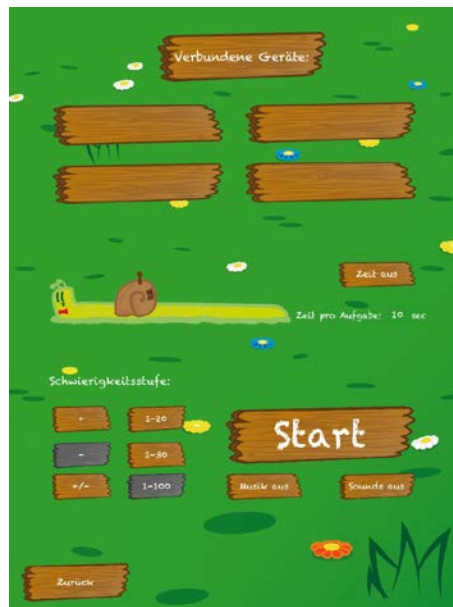 Verbundene Geräte:
Zeit aus
Zeit pro Aufgabe: 10 sec
Schwierigkeitsstufe:
+
1-20
-
1-50
+/-
1-100
Start
Musik aus
Sounds aus
Zurück